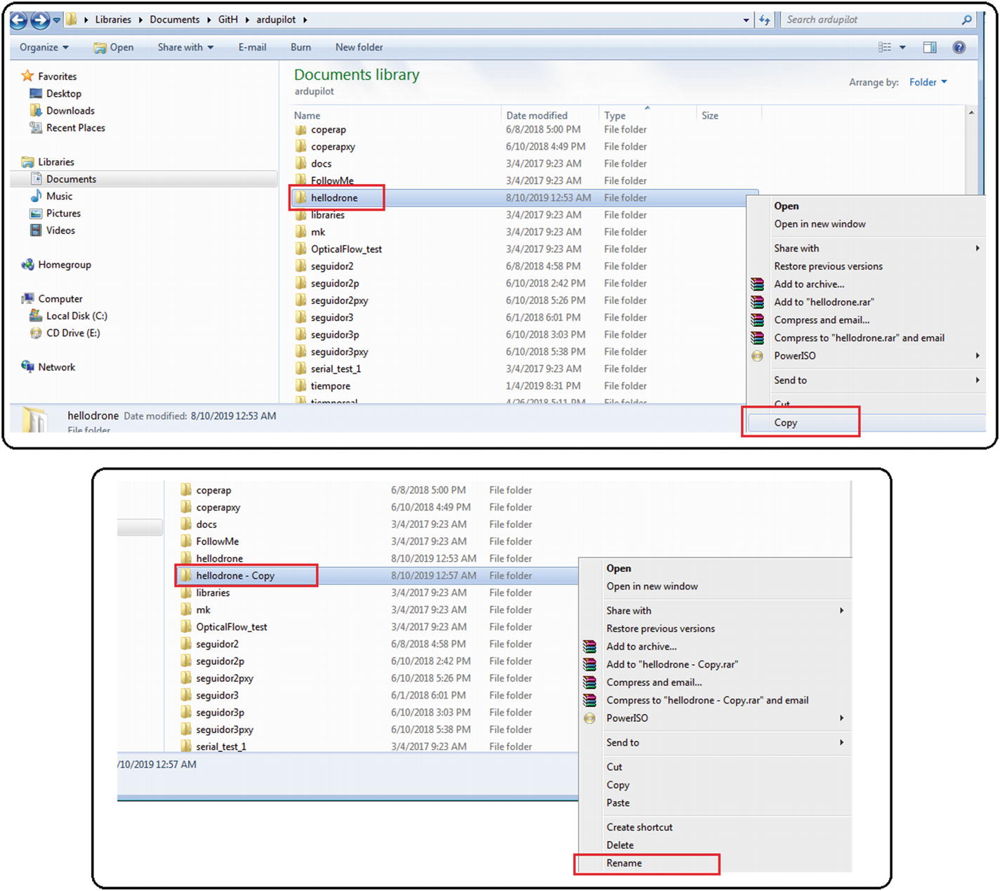 Libraries Documents GitH ardupilot Search ardupilot
Organize Open Share with E-mail Burn New folder
Favorites
Desktop
Downloads
Recent Places
Libraries
Documents
Music
Pictures
Videos
Homegroup
Computer
Local Disk (C:)
CD Drive (E:)
Network
Documents library
ardupilot
Arrange by: Folder
Name Date modified Type Size
coperap 6/8/2018 5:00 PM File folder
coperapxy 6/10/2018 4:49 PM File folder
docs 3/4/2017 9:23 AM File folder
FollowMe 3/4/2017 9:23 AM File folder
hellodrone 8/10/2019 12:53 AM File folder
libraries 3/4/2017 9:23 AM File folder
mk 3/4/2017 9:23 AM File folder
OpticalFlow_test 3/4/2017 9:23 AM File folder
seguidor2 6/8/2018 4:58 PM File folder
seguidor2p 6/10/2018 2:42 PM File folder
seguidor2pxy 6/10/2018 5:26 PM File folder
seguidor3 6/1/2018 6:01 PM File folder
seguidor3p 6/10/2018 3:03 PM File folder
seguidor3pxy 6/10/2018 5:38 PM File folder
serial_test_1 3/4/2017 9:23 AM File folder
tiempore 1/4/2019 8:31 PM File folder
tiemporeal 4/26/2018 5:11 PM File folder
Open
Open in new window
Share with
Restore previous versions
Add to archive...
Add to "hellodrone.rar"
Compress and email...
Compress to "hellodrone.rar" and email
PowerISO
Send to
Cut
Copy
hellodrone Date modified: 8/10/2019 12:53 AM
File folder
coperap 6/8/2018 5:00 PM File folder
coperapxy 6/10/2018 4:49 PM File folder
docs 3/4/2017 9:23 AM File folder
FollowMe 3/4/2017 9:23 AM File folder
hellodrone 8/10/2019 12:53 AM File folder
hellodrone - Copy 8/10/2019 12:57 AM File folder
libraries 3/4/2017 9:23 AM File folder
mk 3/4/2017 9:23 AM File folder
OpticalFlow_test 3/4/2017 9:23 AM File folder
seguidor2 6/8/2018 4:58 PM File folder
seguidor2p 6/10/2018 2:42 PM File folder
seguidor2pxy 6/10/2018 5:26 PM File folder
seguidor3 6/1/2018 6:01 PM File folder
seguidor3p 6/10/2018 3:03 PM File folder
seguidor3pxy 6/10/2018 5:38 PM File folder
serial_test_1 3/4/2017 9:23 AM File folder
/10/2019 12:57 AM
Open
Open in new window
Share with
Restore previous versions
Add to archive...
Add to "hellodrone - Copy.rar"
Compress and email...
Compress to "hellodrone - Copy.rar" and email
PowerISO
Send to
Cut
Copy
Paste
Create shortcut
Delete
Rename